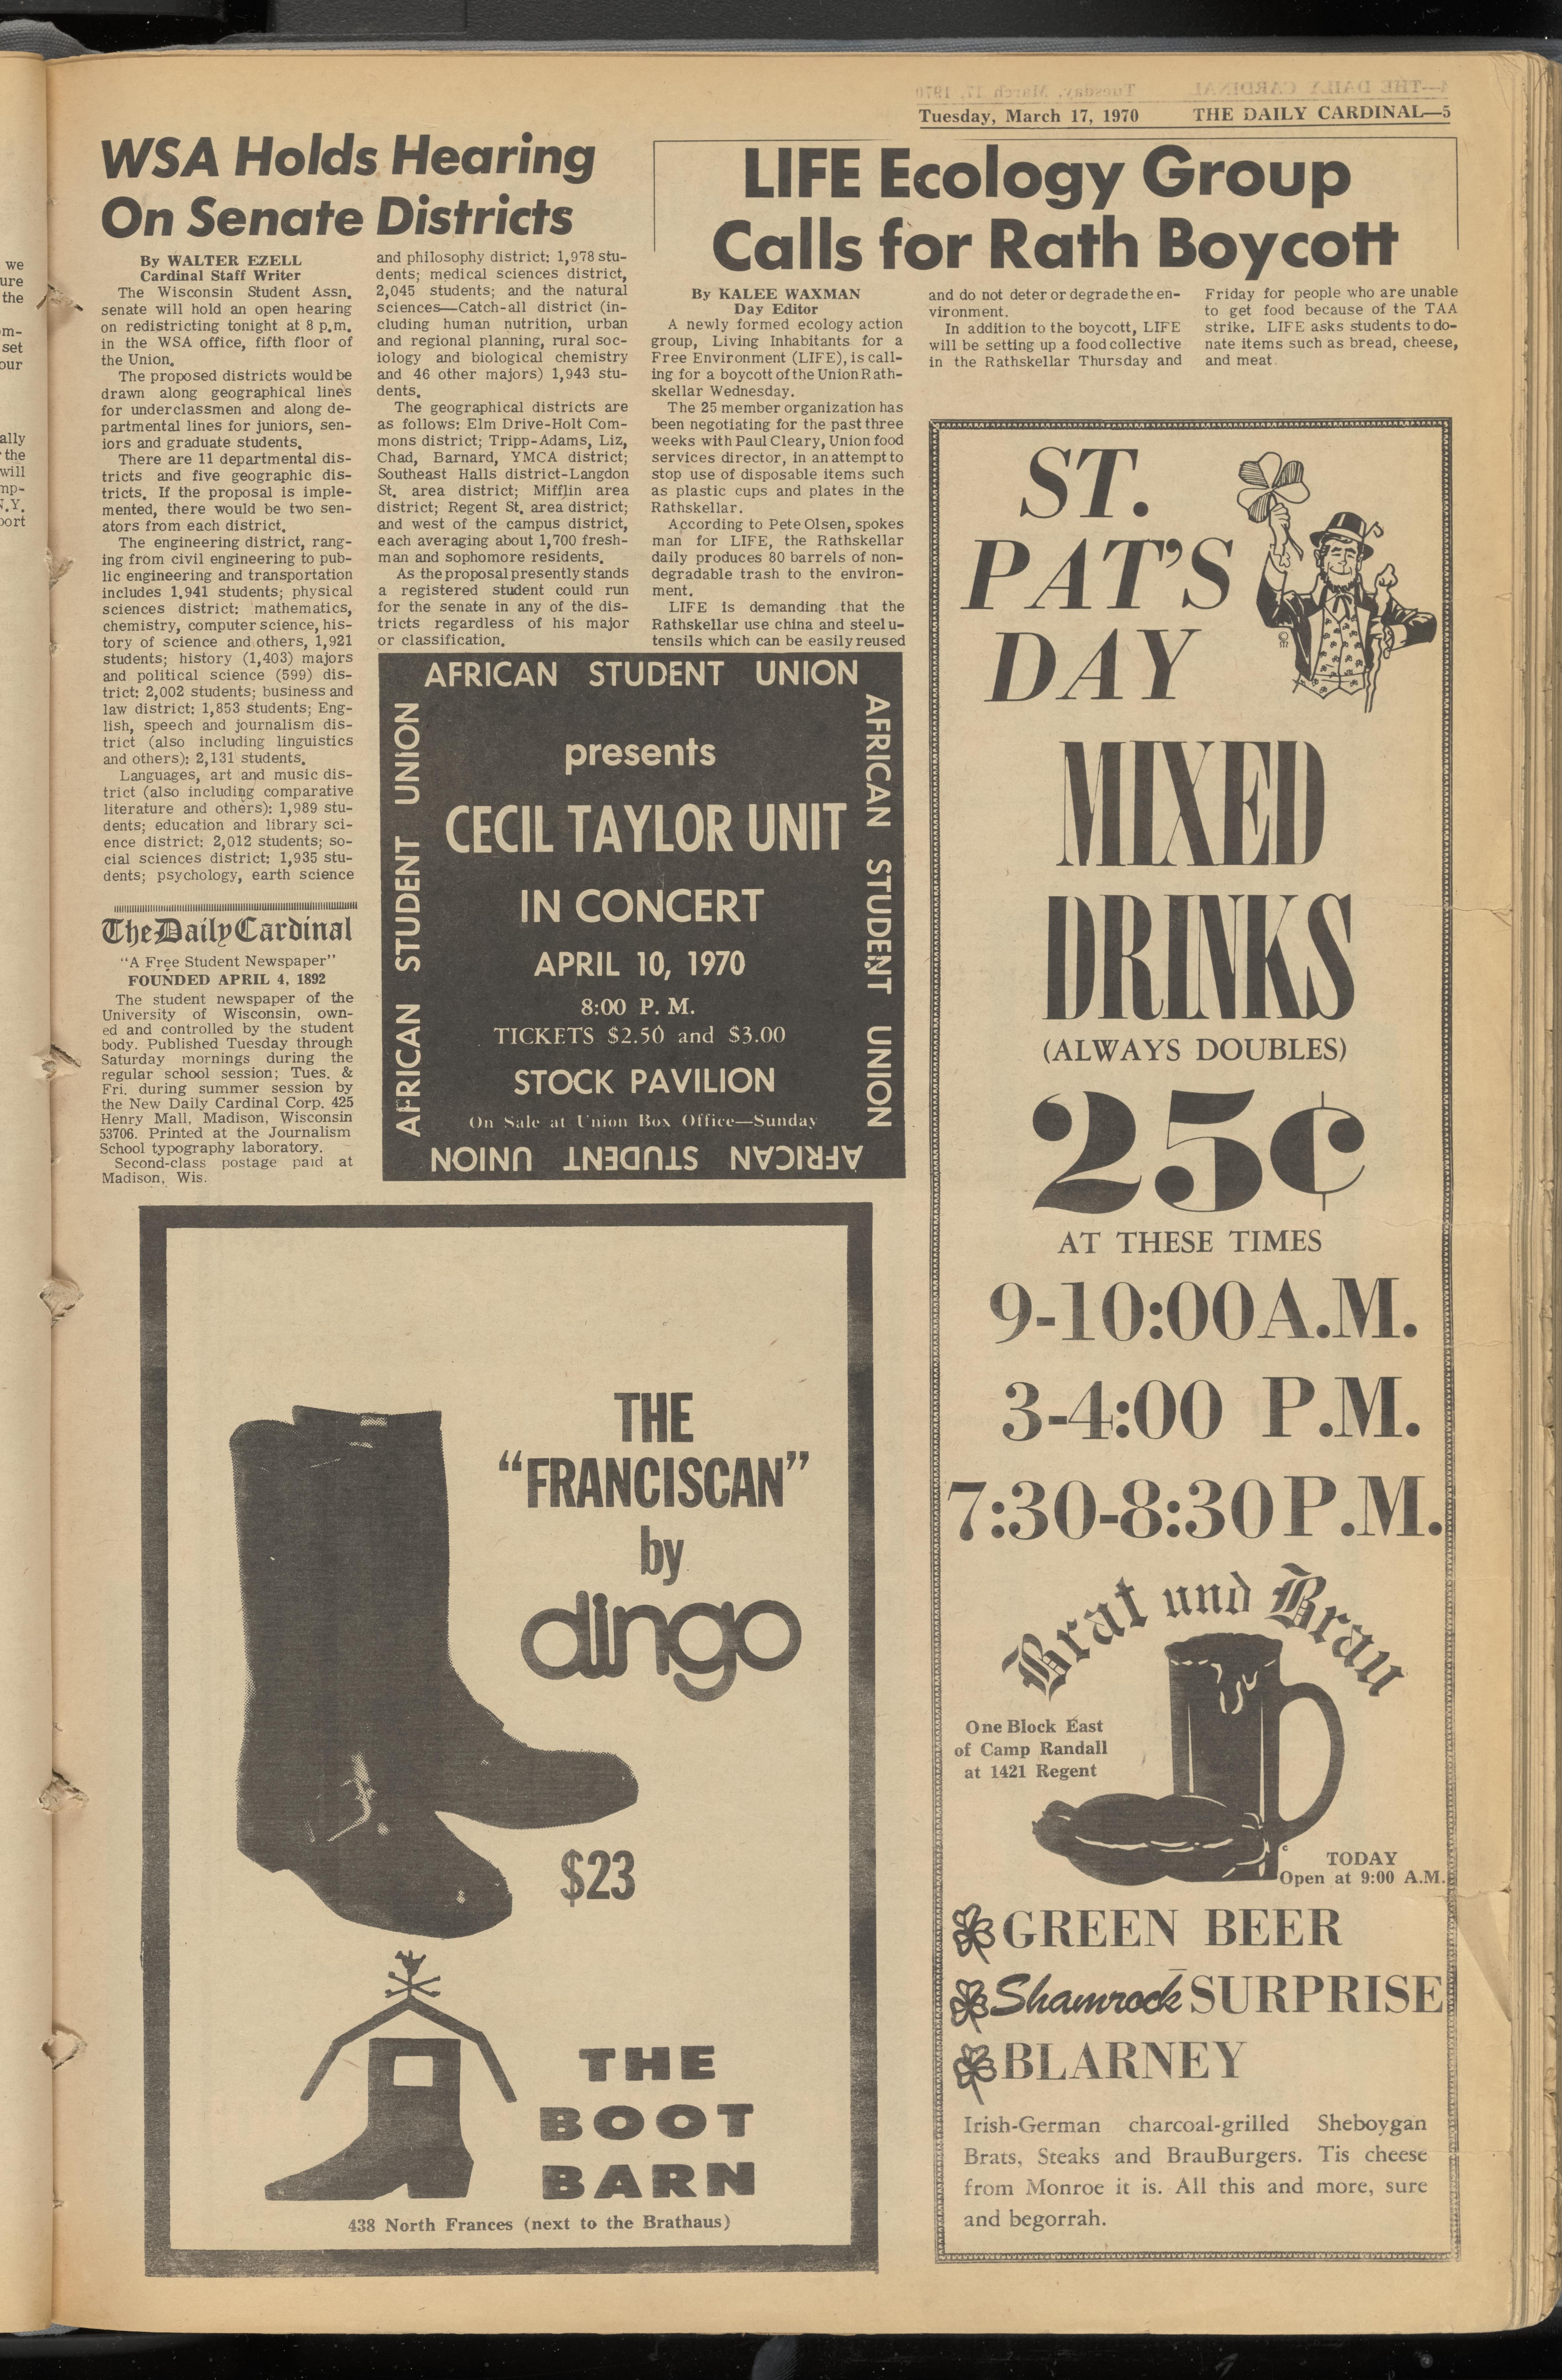 Tuesday, March 17, 1970 THE DAILY CARDINAL—5
WSA Holds Hearing
On Senate Districts
By WALTER EZELL
Cardinal Staff Writer
The Wisconsin Student Assn.
senate will hold an open hearing
on redistricting tonight at 8 p.m.
in the WSA office, fifth floor of
the Union.
The proposed districts would be
drawn along geographical lines
for underclassmen and along de-
partmental lines for juniors, sen-
iors and graduate students.
There are 11 departmental dis-
tricts and five geographic dis-
tricts. If the proposal is imple-
mented, there would be two sen-
ators from each district.
The engineering district, rang-
ing from civil engineering to pub-
lic engineering and transportation
includes 1.941 students; physical
sciences district: mathematics,
chemistry, computer science, his-
tory of science and others, 1,921
students; history (1,403) majors
and political science (599) dis-
trict: 2,002 students; business and
law district: 1,853 students; Eng-
lish, speech and journalism dis-
trict (also including linguistics
and others): 2,131 students.
Languages, art and music dis-
trict (also including comparative
literature and others): 1,989 stu-
dents; education and library sci-
ence district: 2,012 students; so-
cial sciences district: 1,935 stu-
dents; psychology, earth science
and philosophy district: 1,978 stu-
dents; medical sciences district,
2,045 students; and the natural
sciences—Catch-all district (in-
cluding human nutrition, urban
and regional planning, rural soc-
iology and biological chemistry
and 46 other majors) 1,943 stu-
dents.
The geographical districts are
as follows: Elm Drive-Holt Com-
mons district; Tripp-Adams, Liz,
Chad, Barnard, YMCA district;
Southeast Halls district-Langdon
St. area district; Mifflin area
district; Regent St. area district;
and west of the campus district,
each averaging about 1,700 fresh-
man and sophomore residents.
As the proposal presently stands
a registered student could run
for the senate in any of the dis-
tricts regardless of his major
or classification.
The Daily Cardinal
"A Free Student Newspaper"
FOUNDED APRIL 4, 1892
The student newspaper of the
University of Wisconsin, own-
ed and controlled by the student
body. Published Tuesday through
Saturday mornings during the
regular school session; Tues. &
Fri. during summer session by
the New Daily Cardinal Corp. 425
Henry Mall, Madison, Wisconsin
53706. Printed at the Journalism
School typography laboratory.
Second-class postage paid at
Madison, Wis.
LIFE Ecology Group
Calls for Rath Boycott
By KALEE WAXMAN
Day Editor
A newly formed ecology action
group, Living Inhabitants for a
Free Environment (LIFE), is call-
ing for a boycott of the Union Rath-
skellar Wednesday.
The 25 member organization has
been negotiating for the past three
weeks with Paul Cleary, Union food
services director, in an attempt to
stop use of disposable items such
as plastic cups and plates in the
Rathskellar.
According to Pete Olsen, spokes
man for LIFE, the Rathskellar
daily produces 80 barrels of non-
degradable trash to the environ-
ment.
LIFE is demanding that the
Rathskellar use china and steel u-
tensils which can be easily reused
and do not deter or degrade the en-
vironment.
In addition to the boycott, LIFE
will be setting up a food collective
in the Rathskellar Thursday and
Friday for people who are unable
to get food because of the TAA
strike. LIFE asks students to do-
nate items such as bread, cheese,
and meat.
AFRICAN STUDENT UNION
AFRICAN STUDENT UNION
AFRICAN STUDENT UNION
presents
CECIL TAYLOR UNIT
IN CONCERT
APRIL 10, 1970
8:00 P. M.
TICKETS $2.50 and $3.00
STOCK PAVILION
On Sale at Union Box Office—Sunday
AFRICAN STUDENT UNION
THE
"FRANCISCAN"
by
dingo
$23
THE
BOOT
BARN
438 North Frances (next to the Brathaus)
ST.
PAT'S
DAY
MIXED
DRINKS
(ALWAYS DOUBLES)
25¢
AT THESE TIMES
9-10:00 A.M.
3-4:00 P.M.
7:30-8:30 P.M.
Brat und Brau
One Block East
of Camp Randall
at 1421 Regent
TODAY
Open at 9:00 A.M.
GREEN BEER
Shamrock SURPRISE
BLARNEY
Irish-German charcoal-grilled Sheboygan
Brats, Steaks and BrauBurgers. Tis cheese
from Monroe it is. All this and more, sure
and begorrah.